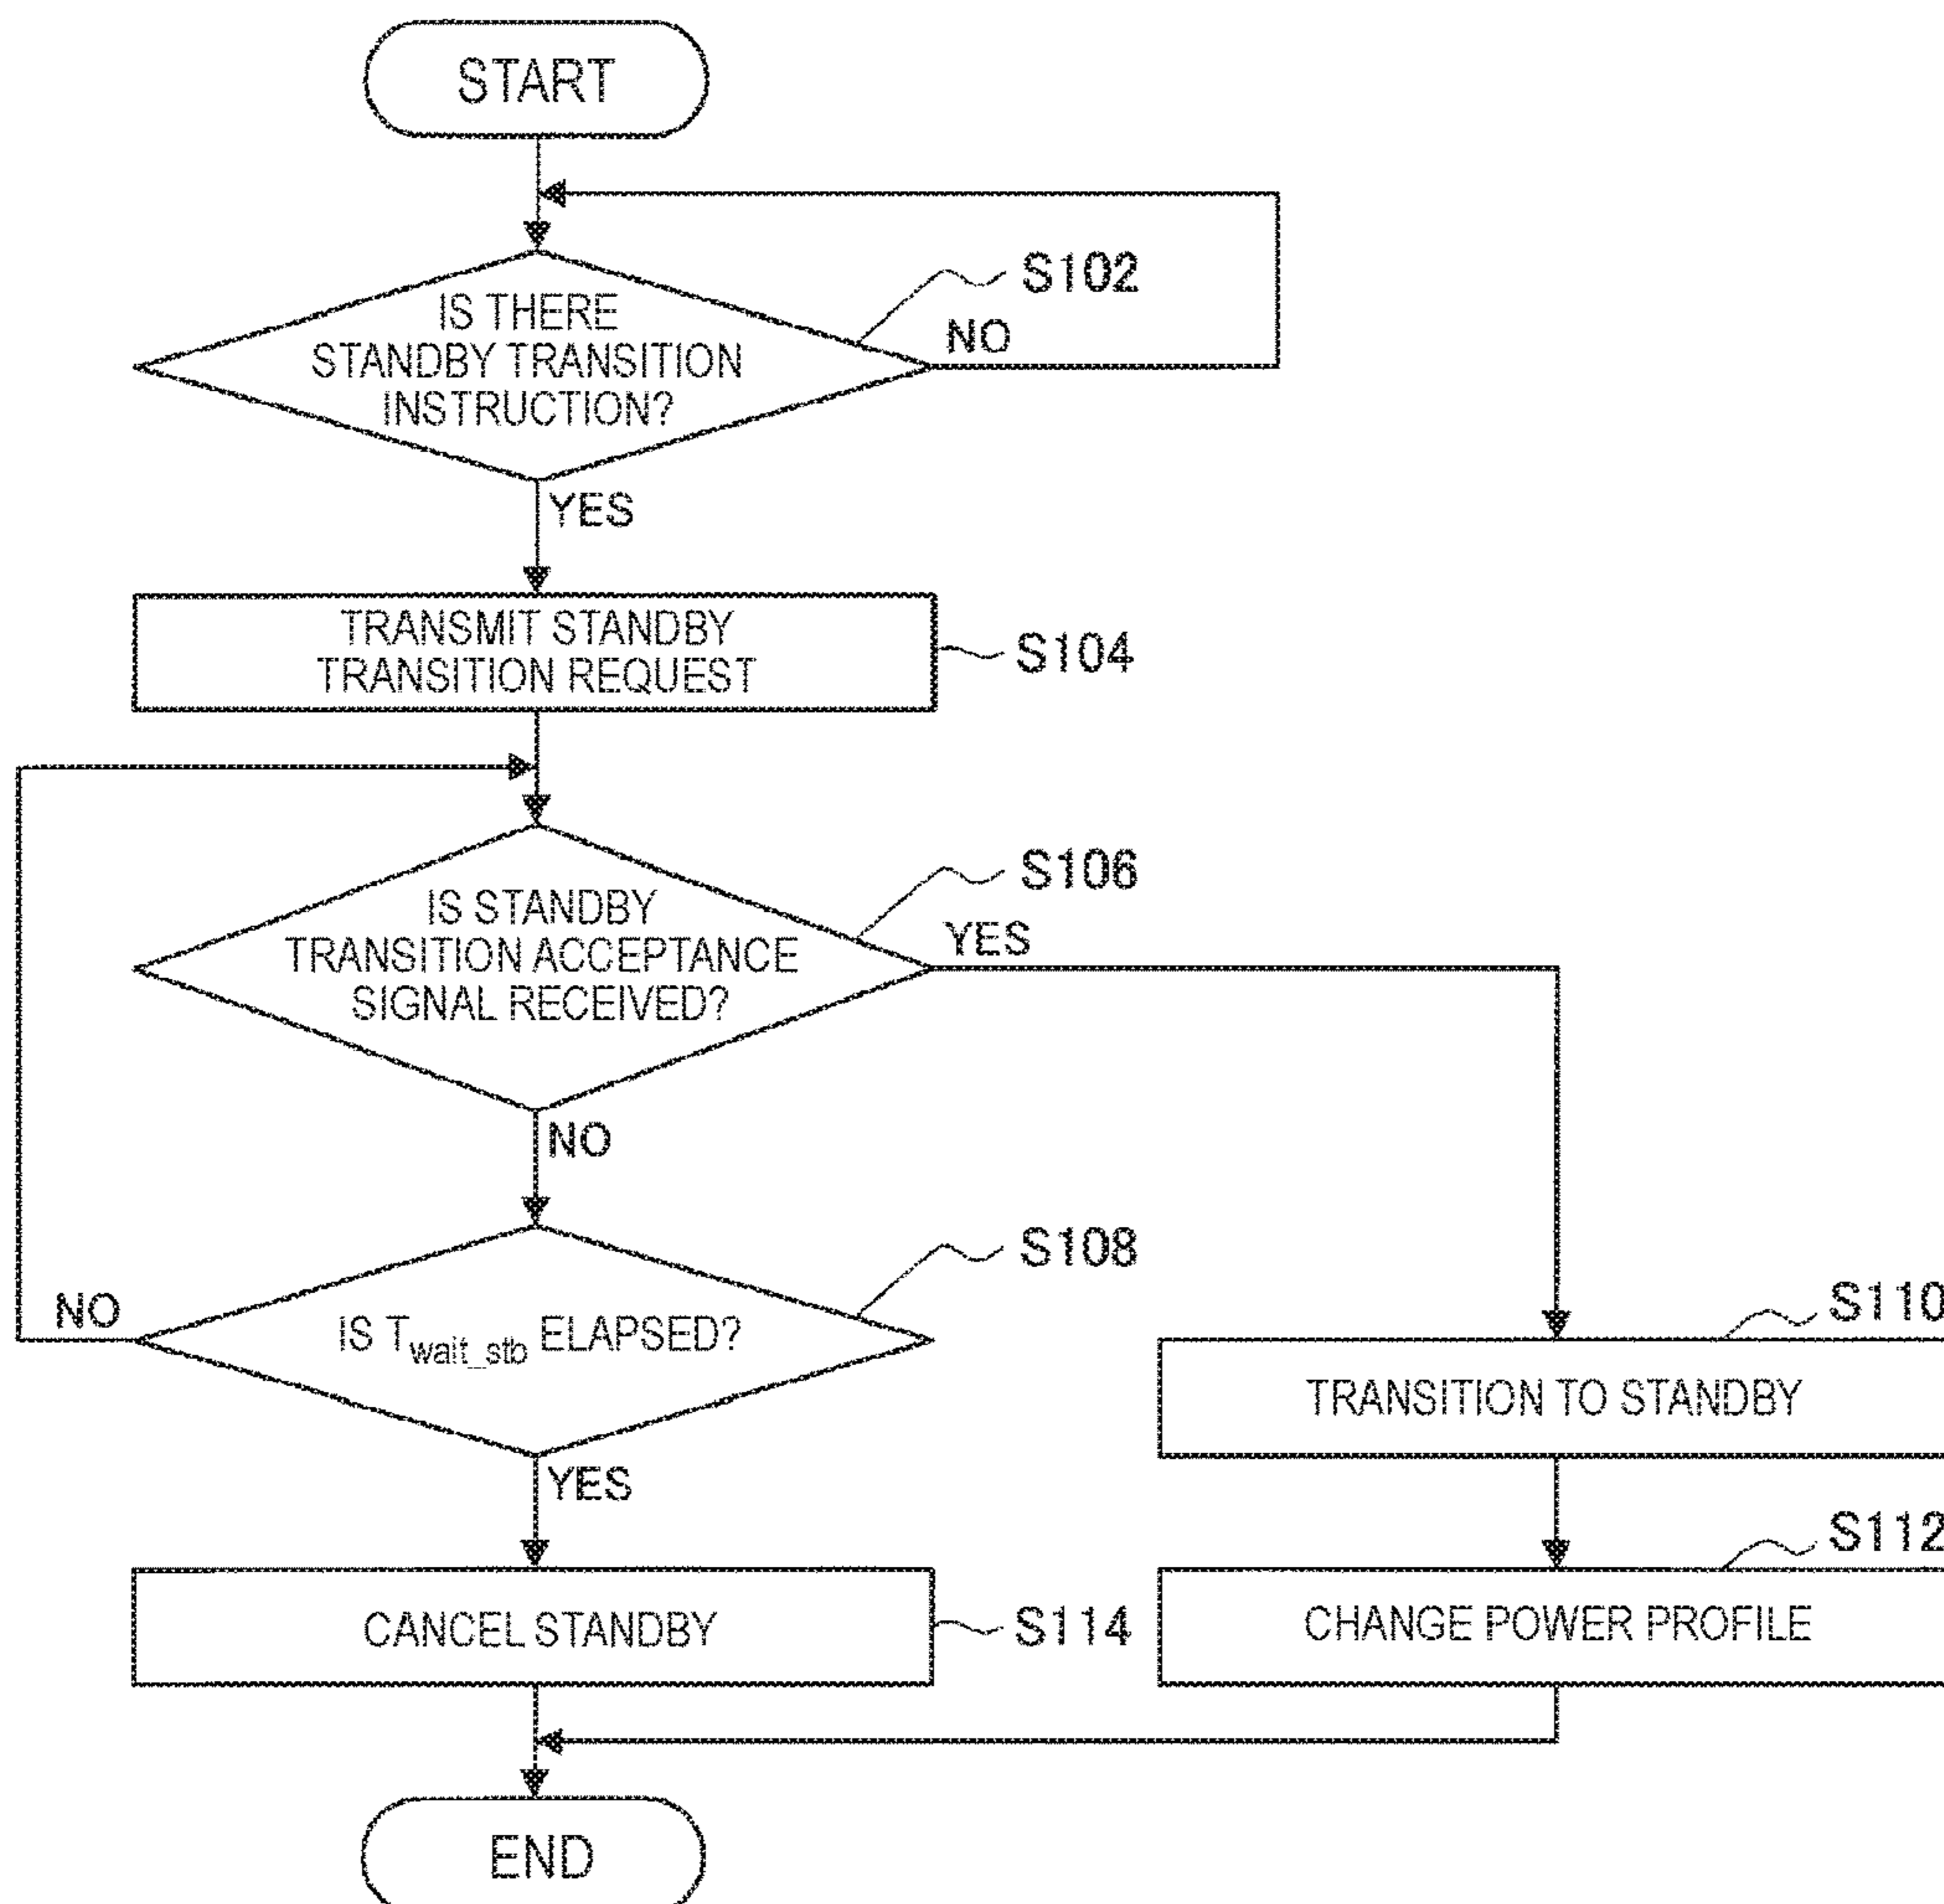 START
IS THERE
STANDBY TRANSITION
INSTRUCTION?
S102
NO
YES
TRANSMIT STANDBY
TRANSITION REQUEST
S104
IS STANDBY
TRANSITION ACCEPTANCE
SIGNAL RECEIVED?
S106
YES
NO
IS Twait_stb ELAPSED?
S108
NO
YES
S110
TRANSITION TO STANDBY
S112
CHANGE POWER PROFILE
CANCEL STANDBY
S114
END